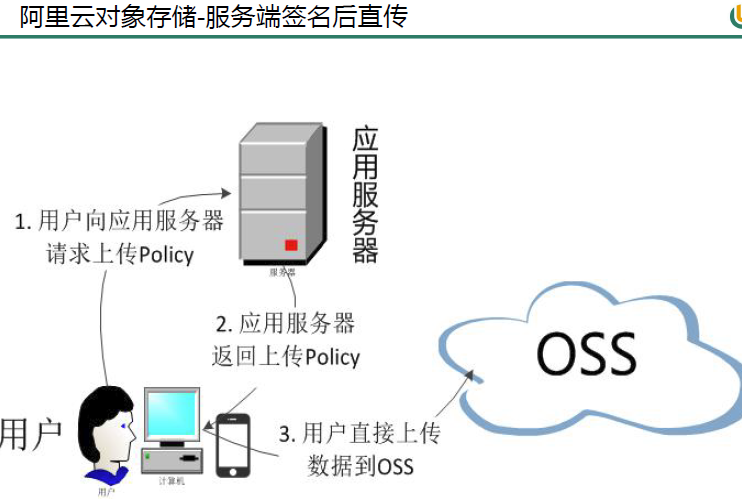 阿里云对象存储-服务端签名后直传
应用服务器
1. 用户向应用服务器
请求上传Policy
服务器
2. 应用服务器
返回上传Policy
OSS
用户
3. 用户直接上传
数据到OSS
计算机
用户